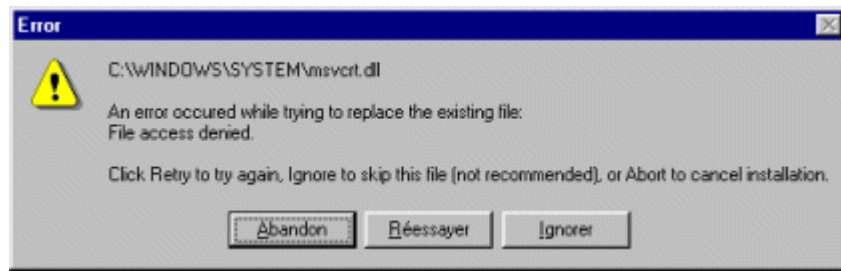 Error
C:\WINDOWS\SYSTEM\msvcrt.dll
An error occured while trying to replace the existing file:
File access denied.
Click Retry to try again, Ignore to skip this file (not recommended), or Abort to cancel installation.
Abandon Réessayer Ignorer